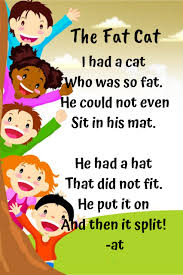 The Fat Cat
I had a cat
Who was so fat.
He could not even
Sit in his mat.
He had a hat
That did not fit.
He put it on
And then it split!
-at